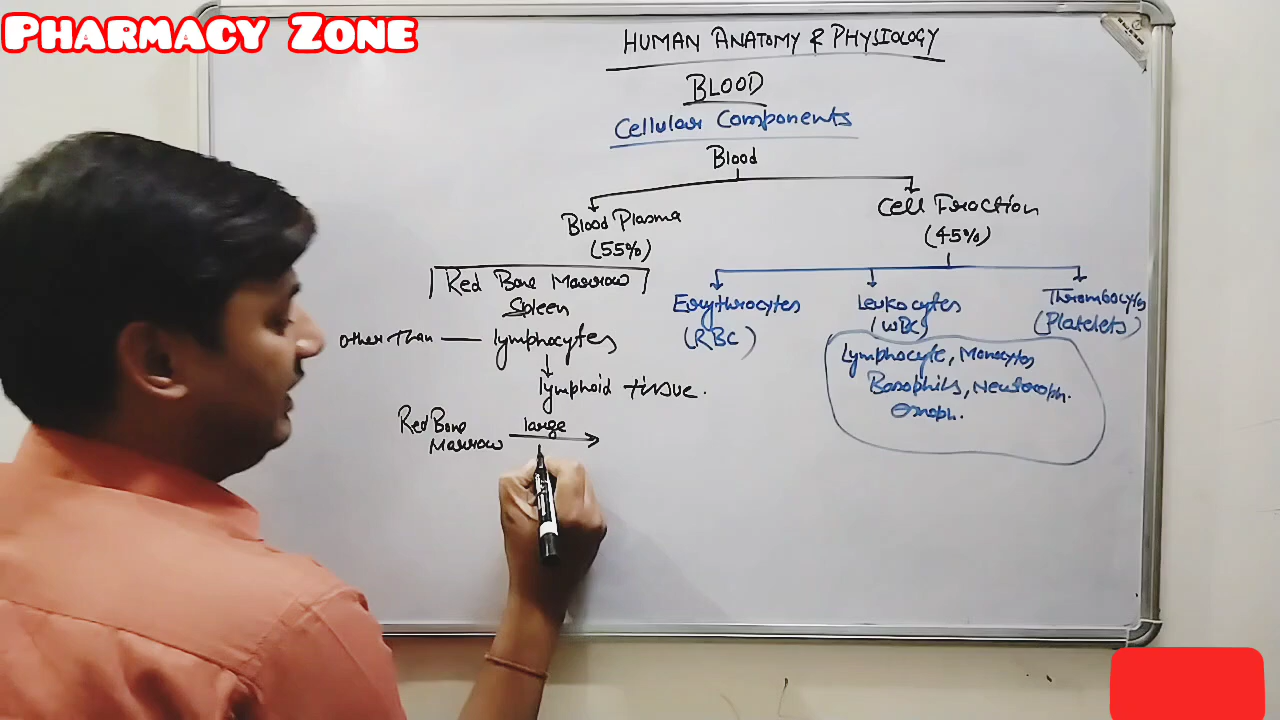 PHARMACY ZONE
HUMAN ANATOMY & PHYSIOLOGY
BLOOD
Cellular Components
Blood
Blood Plasma
(55%)
Cell Fraction
(45%)
Red Bone Marrow
Spleen
Other Than — lymphocytes
lymphoid tissue.
Red Bone
Marrow
large
Erythrocytes
(RBC)
Leukocytes
(WBC)
Thrombocytes
(Platelets)
Lymphocyte, Monocytes
Basophils, Neutroph.